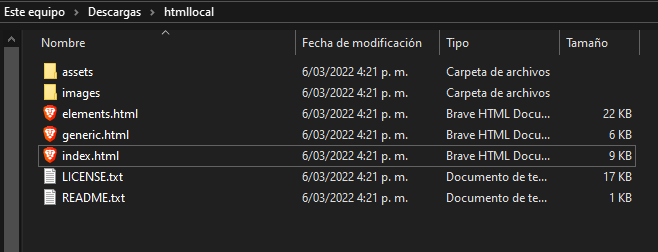 Este equipo > Descargas > htmllocal
Nombre Fecha de modificación Tipo Tamaño
assets 6/03/2022 4:21 p. m. Carpeta de archivos
images 6/03/2022 4:21 p. m. Carpeta de archivos
elements.html 6/03/2022 4:21 p. m. Brave HTML Docu... 22 KB
generic.html 6/03/2022 4:21 p. m. Brave HTML Docu... 6 KB
index.html 6/03/2022 4:21 p. m. Brave HTML Docu... 9 KB
LICENSE.txt 6/03/2022 4:21 p. m. Documento de te... 17 KB
README.txt 6/03/2022 4:21 p. m. Documento de te... 1 KB